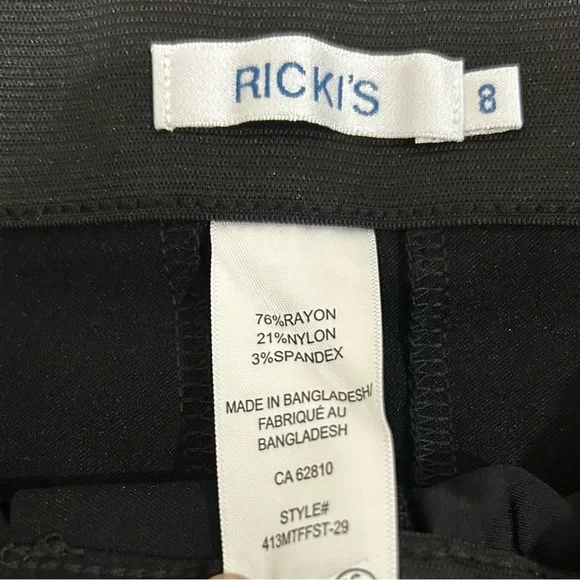 RICKI'S
8
76%RAYON
21%NYLON
3%SPANDEX
MADE IN BANGLADESH/
FABRIQUÉ AU
BANGLADESH
CA 62810
STYLE#
413MTFFST-29